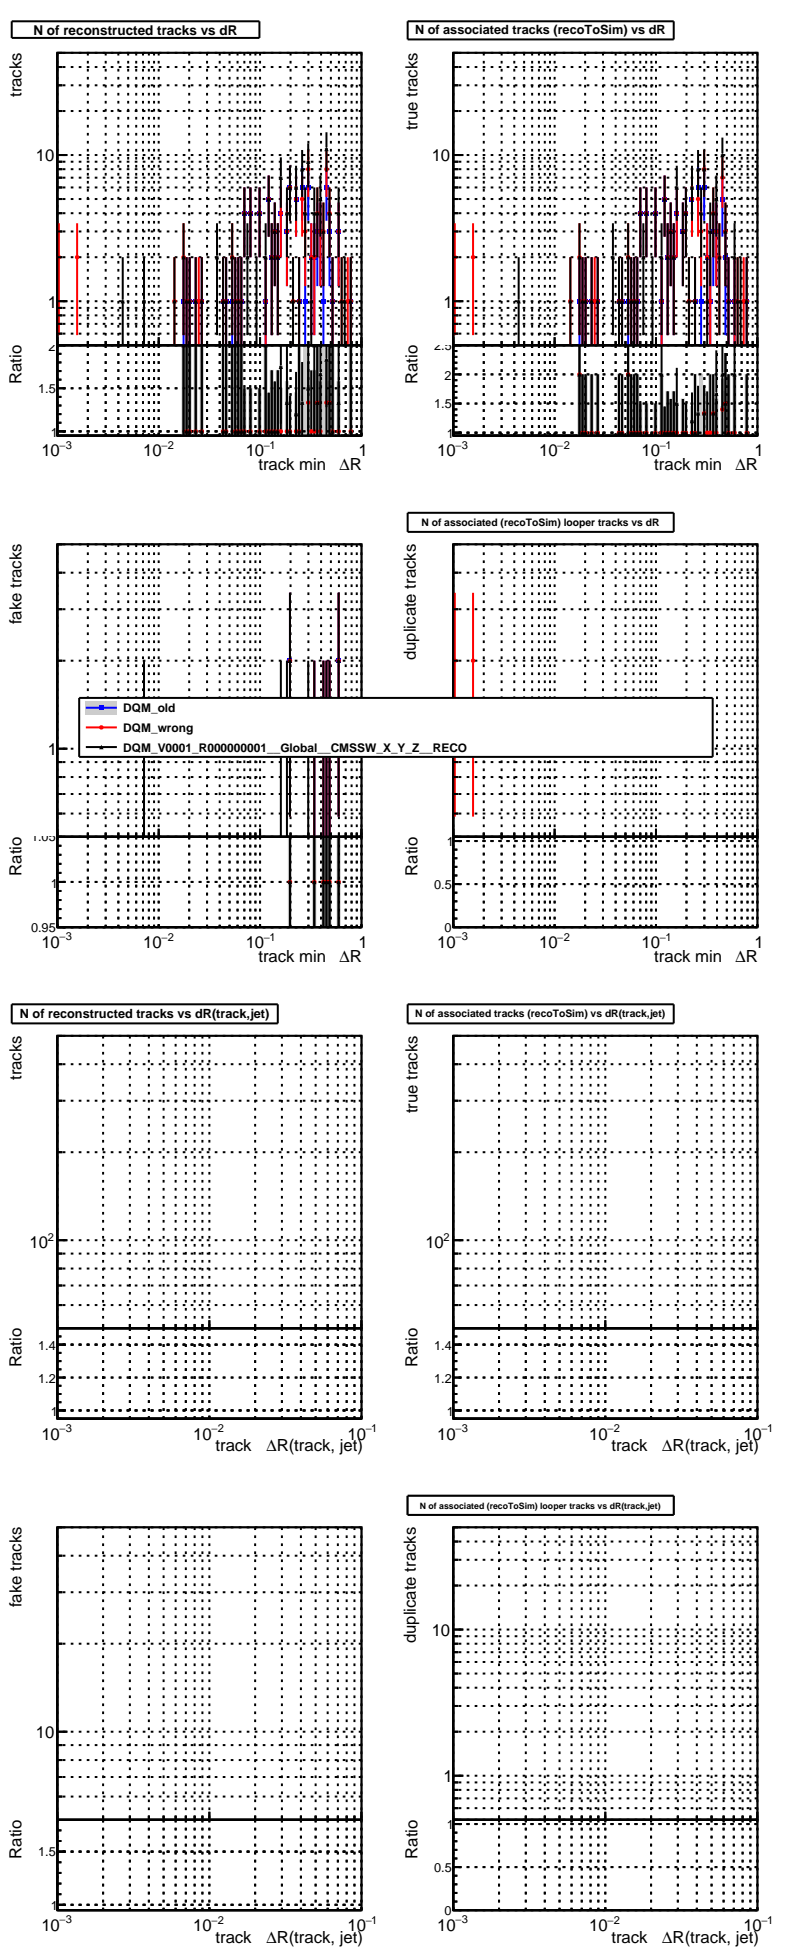 N of reconstructed tracks vs dR
N of associated tracks (recoToSim) vs dR
tracks
10
1
Ratio
2
1.5
1
10⁻³ 10⁻² 10⁻¹ 1
track min ΔR
true tracks
10
1
Ratio
2.5
2
1.5
1
10⁻³ 10⁻² 10⁻¹ 1
track min ΔR
N of associated (recoToSim) looper tracks vs dR
fake tracks
1
Ratio
1.05
1
0.95
10⁻³ 10⁻² 10⁻¹ 1
track min ΔR
duplicate tracks
Ratio
1
0.5
0
10⁻³ 10⁻² 10⁻¹ 1
track min ΔR
DQM_old
DQM_wrong
DQM_V0001_R000000001__Global__CMSSW_X_Y_Z__RECO
N of reconstructed tracks vs dR(track,jet)
N of associated tracks (recoToSim) vs dR(track,jet)
tracks
10²
Ratio
1.4
1.2
1
10⁻³ 10⁻² 10⁻¹
track ΔR(track, jet)
true tracks
10²
Ratio
1.4
1.2
1
10⁻³ 10⁻² 10⁻¹
track ΔR(track, jet)
N of associated (recoToSim) looper tracks vs dR(track,jet)
fake tracks
10
Ratio
1.5
1
10⁻³ 10⁻² 10⁻¹
track ΔR(track, jet)
duplicate tracks
10
1
Ratio
1
0.5
0
10⁻³ 10⁻² 10⁻¹
track ΔR(track, jet)